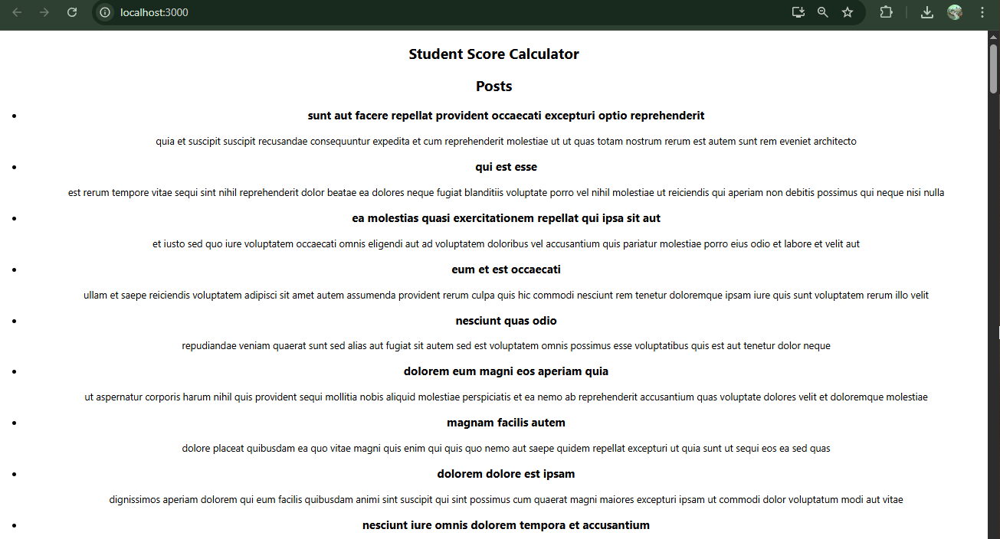 localhost:3000
Student Score Calculator
Posts
sunt aut facere repellat provident occaecati excepturi optio reprehenderit
quia et suscipit suscipit recusandae consequuntur expedita et cum reprehenderit molestiae ut ut quas totam nostrum rerum est autem sunt rem eveniet architecto
qui est esse
est rerum tempore vitae sequi sint nihil reprehenderit dolor beatae ea dolores neque fugiat blanditiis voluptate porro vel nihil molestiae ut reiciendis qui aperiam non debitis possimus qui neque nisi nulla
ea molestias quasi exercitationem repellat qui ipsa sit aut
et iusto sed quo iure voluptatem occaecati omnis eligendi aut ad voluptatem doloribus vel accusantium quis pariatur molestiae porro eius odio et labore et velit aut
eum et est occaecati
ullam et saepe reiciendis voluptatem adipisci sit amet autem assumenda provident rerum culpa quis hic commodi nesciunt rem tenetur doloremque ipsam iure quis sunt voluptatem rerum illo velit
nesciunt quas odio
repudiandae veniam quaerat sunt sed alias aut fugiat sit autem sed est voluptatem omnis possimus esse voluptatibus quis est aut tenetur dolor neque
dolorem eum magni eos aperiam quia
ut aspernatur corporis harum nihil quis provident sequi mollitia nobis aliquid molestiae perspiciatis et ea nemo ab reprehenderit accusantium quas voluptate dolores velit et doloremque molestiae
magnam facilis autem
dolore placeat quibusdam ea quo vitae magni quis enim qui quis quo nemo aut saepe quidem repellat excepturi ut quia sunt ut sequi eos ea sed quas
dolorem dolore est ipsam
dignissimos aperiam dolorem qui eum facilis quibusdam animi sint suscipit qui sint possimus cum quaerat magni maiores excepturi ipsam ut commodi dolor voluptatum modi aut vitae
nesciunt iure omnis dolorem tempora et accusantium